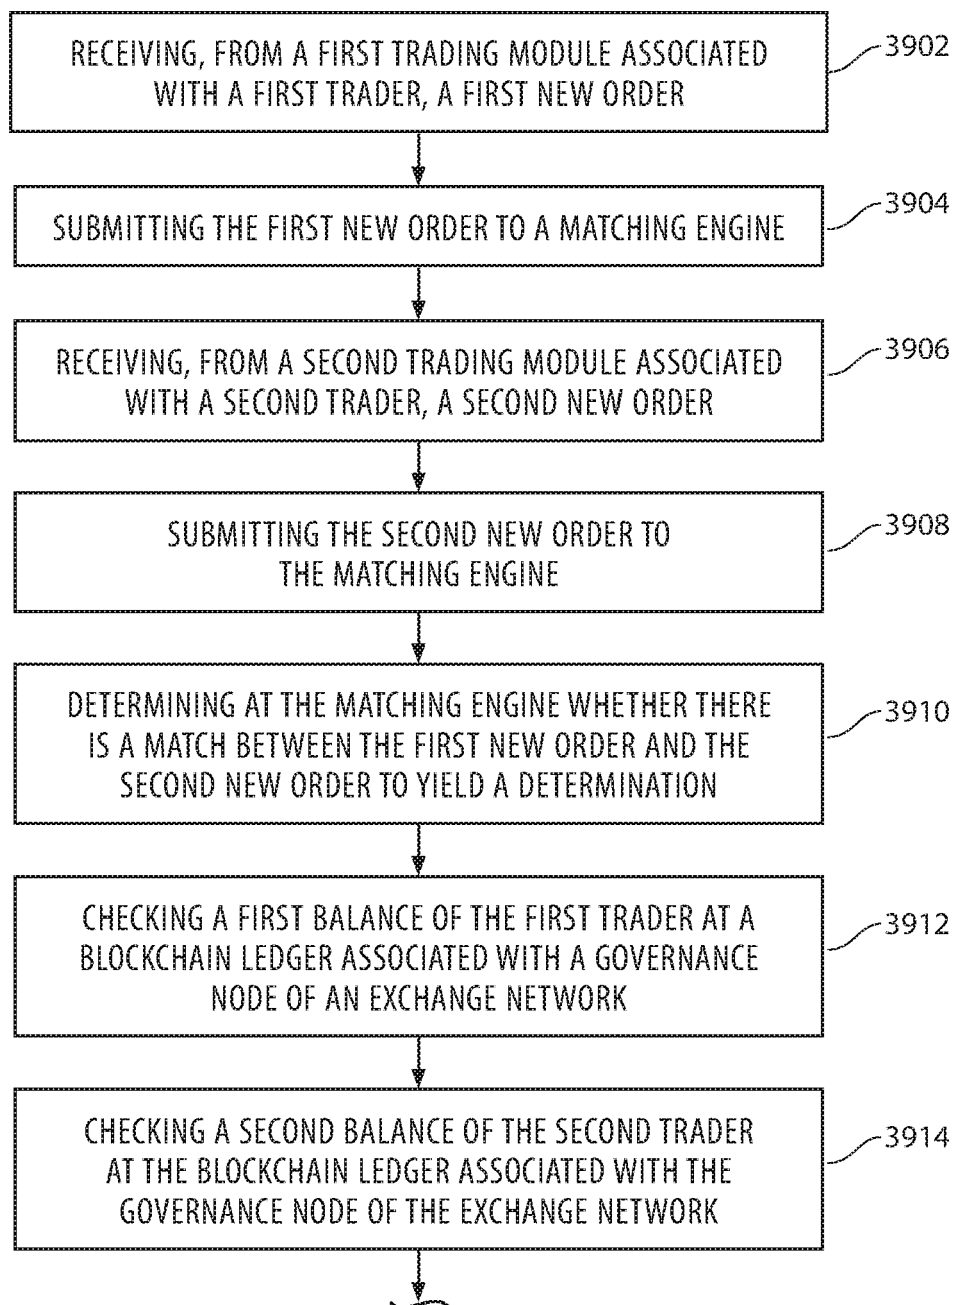 RECEIVING, FROM A FIRST TRADING MODULE ASSOCIATED
WITH A FIRST TRADER, A FIRST NEW ORDER
3902
SUBMITTING THE FIRST NEW ORDER TO A MATCHING ENGINE
3904
RECEIVING, FROM A SECOND TRADING MODULE ASSOCIATED
WITH A SECOND TRADER, A SECOND NEW ORDER
3906
SUBMITTING THE SECOND NEW ORDER TO
THE MATCHING ENGINE
3908
DETERMINING AT THE MATCHING ENGINE WHETHER THERE
IS A MATCH BETWEEN THE FIRST NEW ORDER AND THE
SECOND NEW ORDER TO YIELD A DETERMINATION
3910
CHECKING A FIRST BALANCE OF THE FIRST TRADER AT A
BLOCKCHAIN LEDGER ASSOCIATED WITH A GOVERNANCE
NODE OF AN EXCHANGE NETWORK
3912
CHECKING A SECOND BALANCE OF THE SECOND TRADER
AT THE BLOCKCHAIN LEDGER ASSOCIATED WITH THE
GOVERNANCE NODE OF THE EXCHANGE NETWORK
3914